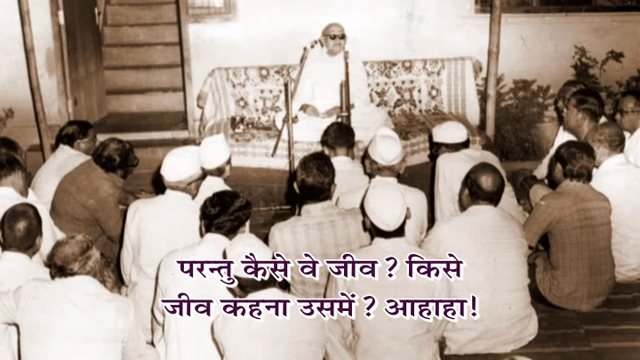 परन्तु कैसे वे जीव ? किसे
जीव कहना उसमें ? आहाहा!